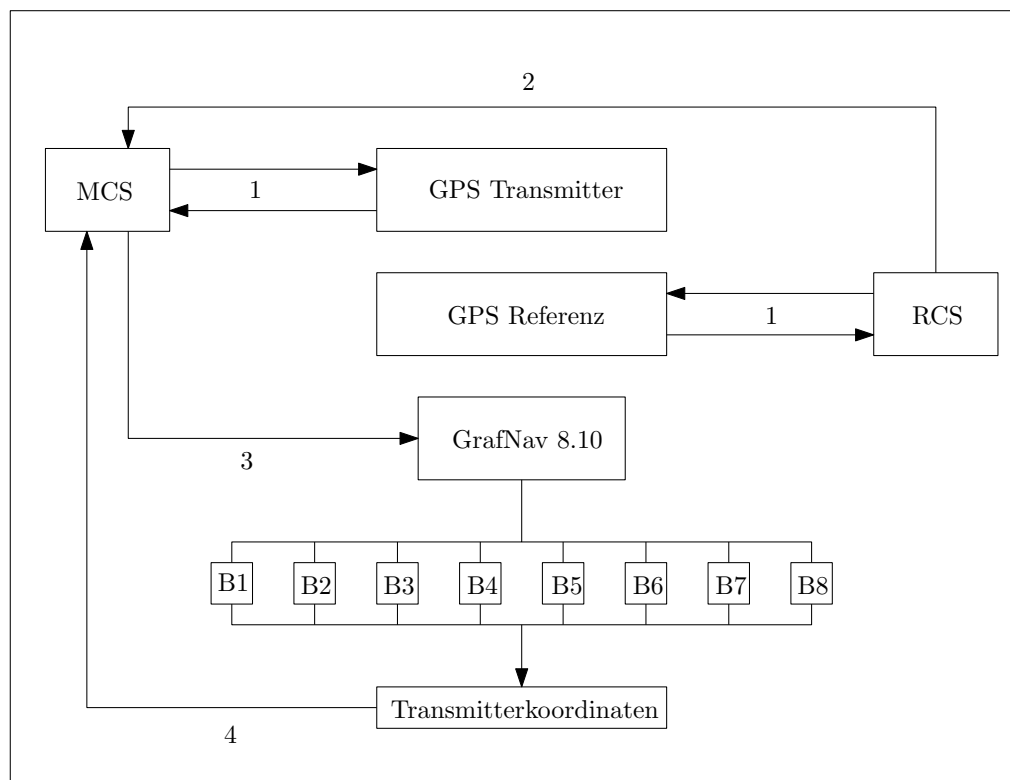 2
MCS
1
GPS Transmitter
GPS Referenz
1
RCS
GrafNav 8.10
3
B1 B2 B3 B4 B5 B6 B7 B8
Transmitterkoordinaten
4